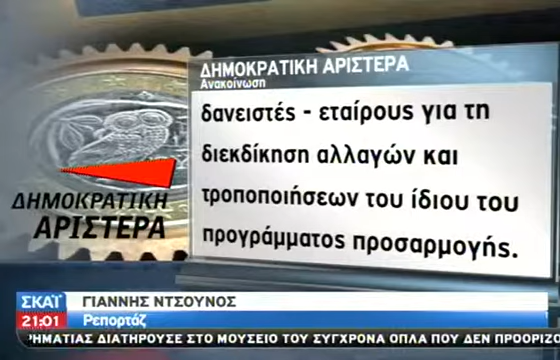 ΔΗΜΟΚΡΑΤΙΚΗ ΑΡΙΣΤΕΡΑ
Ανακοίνωση
δανειστές - εταίρους για τη
διεκδίκηση αλλαγών και
τροποποιήσεων του ίδιου του
προγράμματος προσαρμογής.
ΔΗΜΟΚΡΑΤΙΚΗ
ΑΡΙΣΤΕΡΑ
ΣΚΑΪ
ΓΙΑΝΝΗΣ ΝΤΣΟΥΝΟΣ
21:01
Ρεπορτάζ
ΡΗΜΑΤΙΑΣ ΔΙΑΤΗΡΟΥΣΕ ΣΤΟ ΜΟΥΣΕΙΟ ΤΟΥ ΣΥΓΧΡΟΝΑ ΟΠΛΑ ΠΟΥ ΔΕΝ ΠΡΟΟΡΙΖ